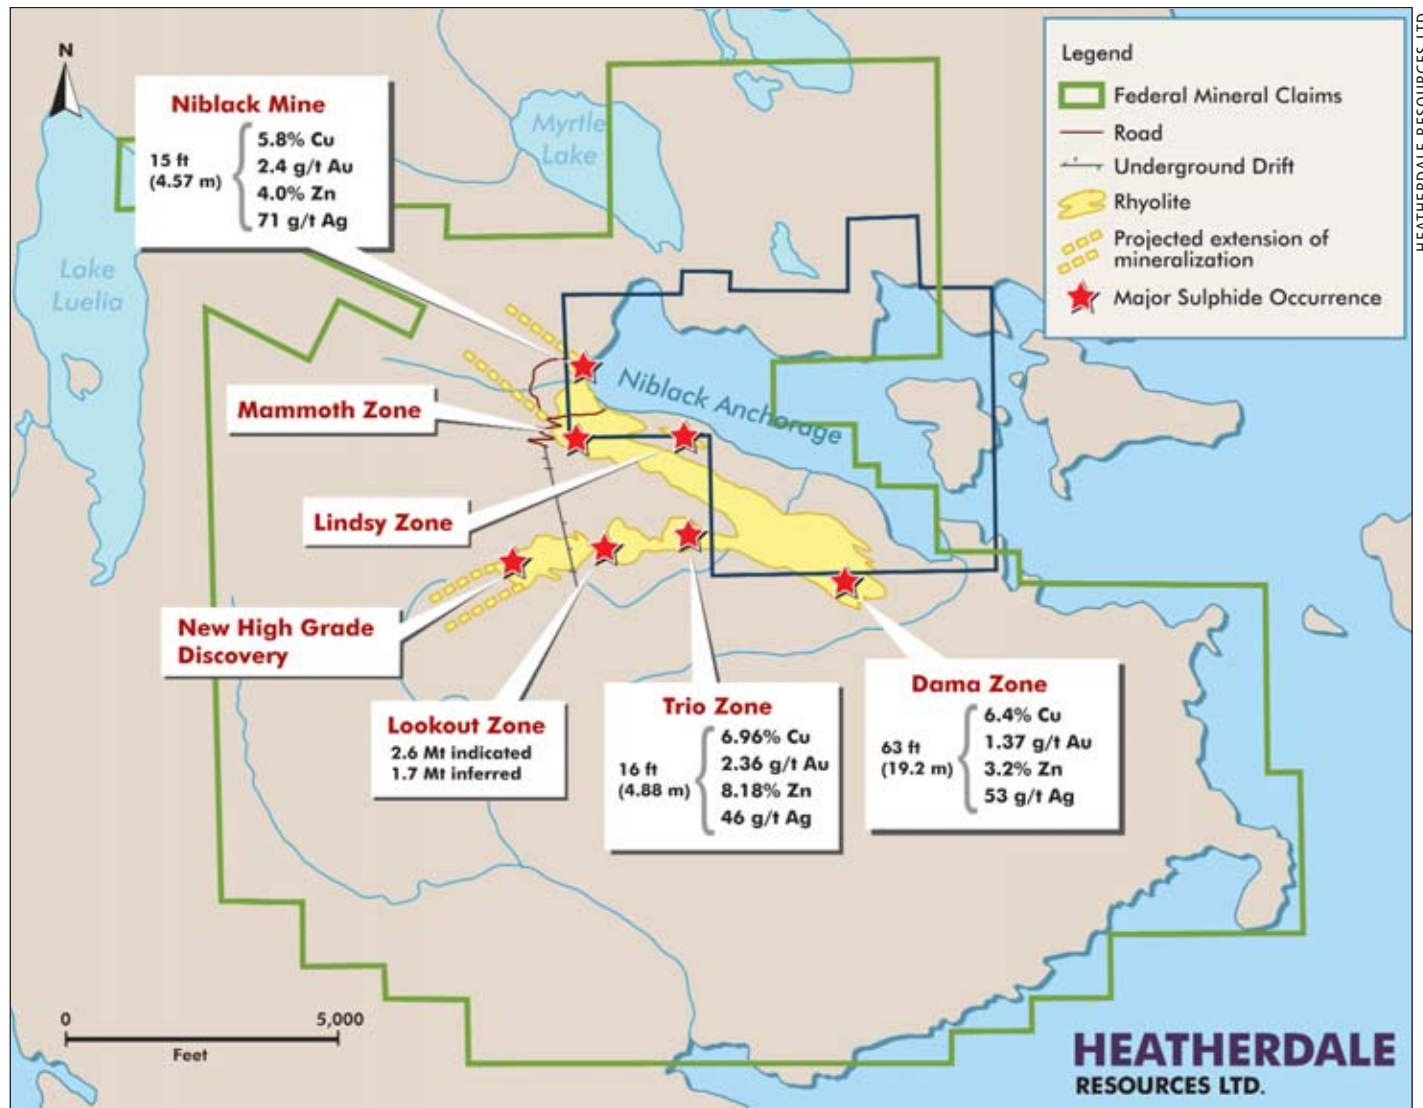 HEATHERDALE RESOURCES LTD.
N
Niblack Mine
15 ft
(4.57 m)
5.8% Cu
2.4 g/t Au
4.0% Zn
71 g/t Ag
Myrtle
Lake
Lake
Luelia
Legend
Federal Mineral Claims
Road
Underground Drift
Rhyolite
Projected extension of
mineralization
Major Sulphide Occurrence
Niblack Anchorage
Mammoth Zone
Lindsy Zone
New High Grade
Discovery
Lookout Zone
2.6 Mt indicated
1.7 Mt inferred
Trio Zone
16 ft
(4.88 m)
6.96% Cu
2.36 g/t Au
8.18% Zn
46 g/t Ag
Dama Zone
63 ft
(19.2 m)
6.4% Cu
1.37 g/t Au
3.2% Zn
53 g/t Ag
0
5,000
Feet
HEATHERDALE
RESOURCES LTD.